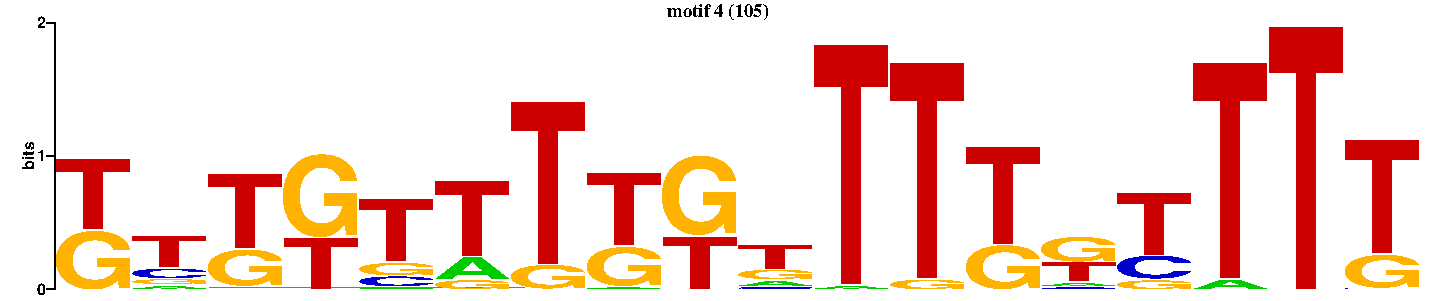 motif 4 (105)
2
bits
1
0
T T T G T T T T G T T T T G T T T T
G C G T G A G G T G A G G T C A G
G C G A A A G
A